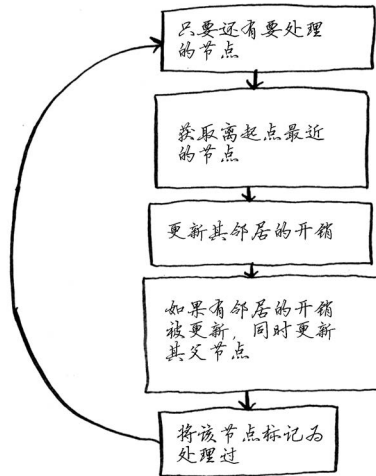 只要还有要处理
的节点
获取离起点最近
的节点
更新其邻居的开销
如果有邻居的开销
被更新，同时更新
其父节点
将该节点标记为
处理过